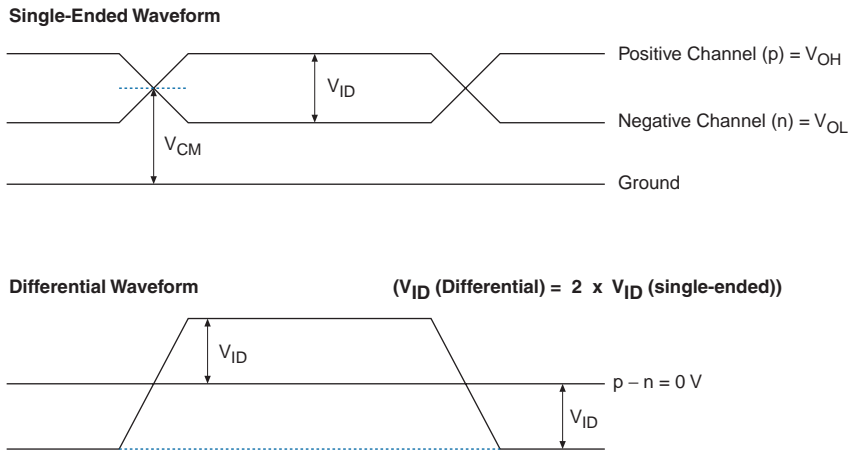 Single-Ended Waveform
Positive Channel (p) = VOH
VID
Negative Channel (n) = VOL
VCM
Ground
Differential Waveform
(VID (Differential) = 2 x VID (single-ended))
VID
p − n = 0 V
VID